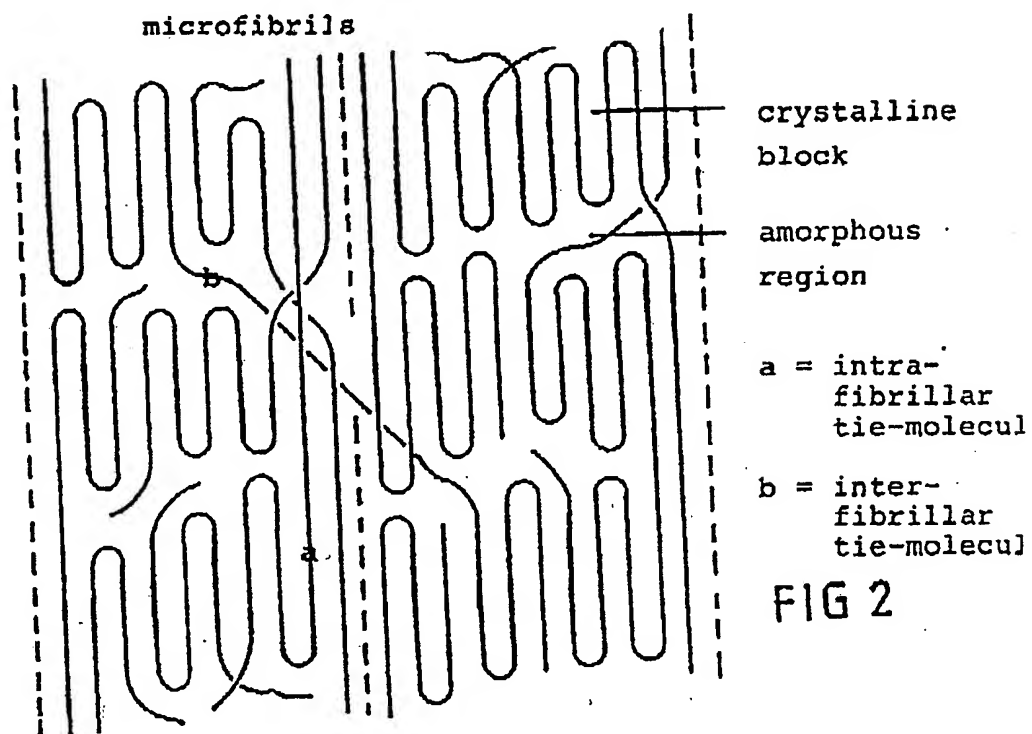 microfibrils
crystalline
block
amorphous
region
b
a = intra-
fibrillar
tie-molecul
b = inter-
fibrillar
tie-molecul
a
FIG 2